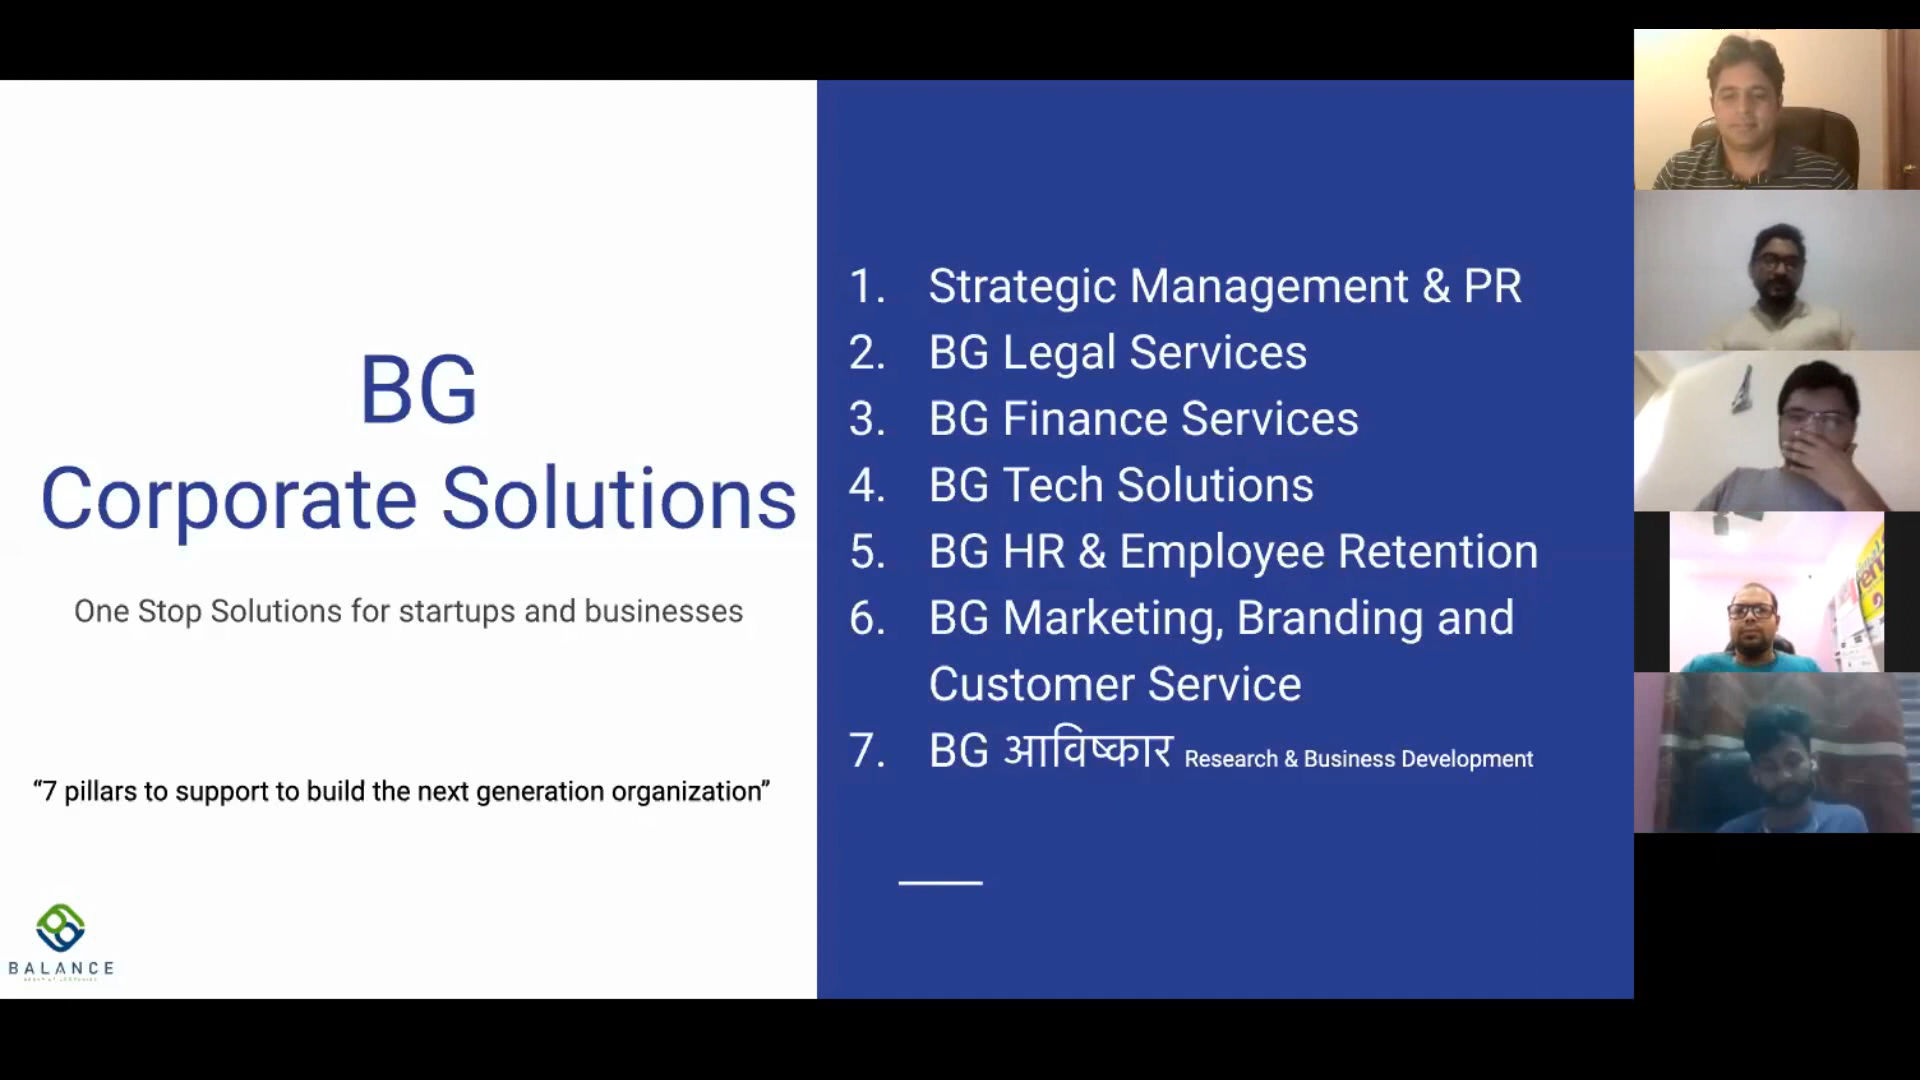 BG
Corporate Solutions
One Stop Solutions for startups and businesses
“7 pillars to support to build the next generation organization”
BALANCE
1. Strategic Management & PR
2. BG Legal Services
3. BG Finance Services
4. BG Tech Solutions
5. BG HR & Employee Retention
6. BG Marketing, Branding and
Customer Service
7. BG आविष्कार Research & Business Development